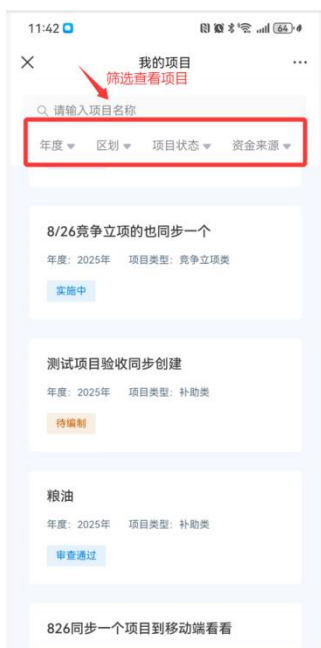 11:42 64
我的项目
筛选查看项目
请输入项目名称
年度 区划 项目状态 资金来源
8/26竞争立项的也同步一个
年度: 2025年 项目类型: 竞争立项类
实施中
测试项目验收同步创建
年度: 2025年 项目类型: 补助类
待编制
粮油
年度: 2025年 项目类型: 补助类
审查通过
826同步一个项目到移动端看看